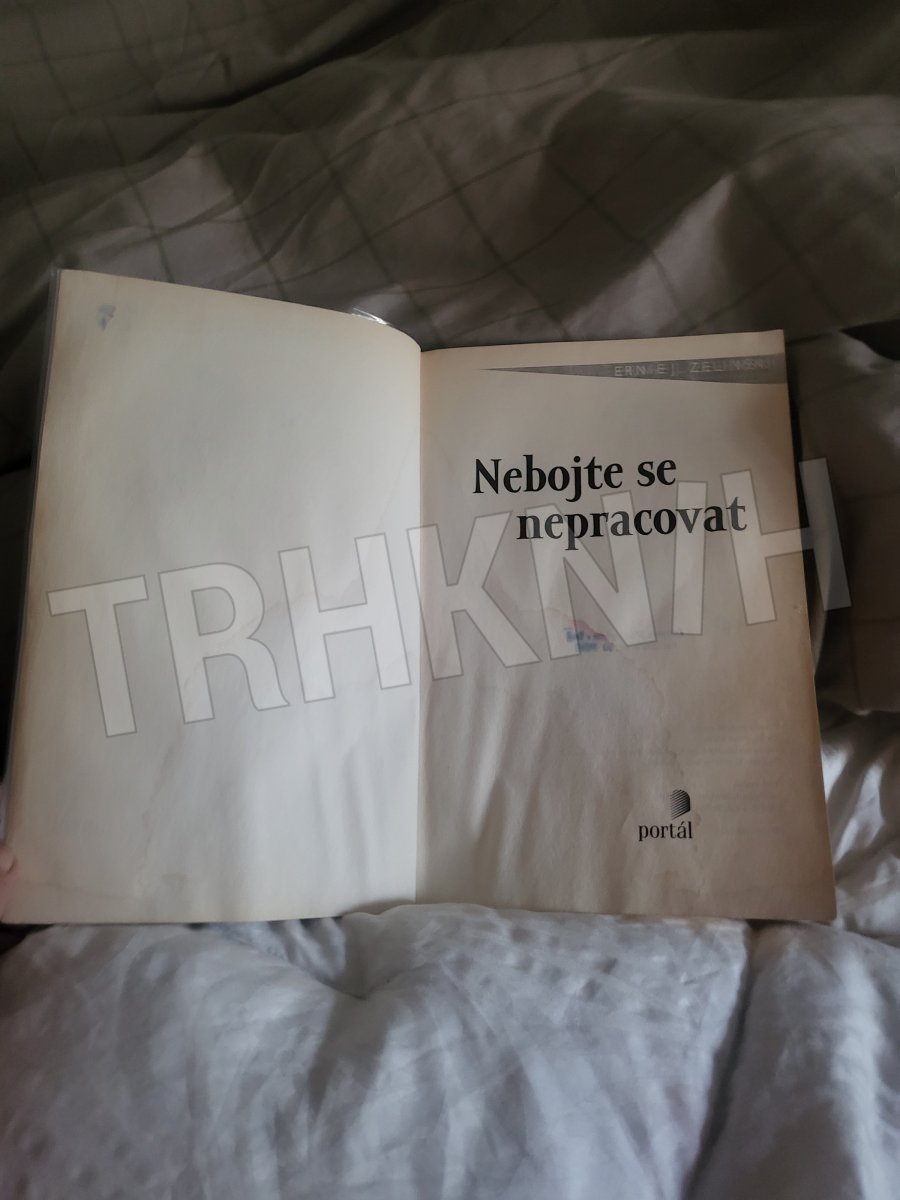 ERNIE J. ZELINSKI
Nebojte se
nepracovat
TRHKNIH
portál